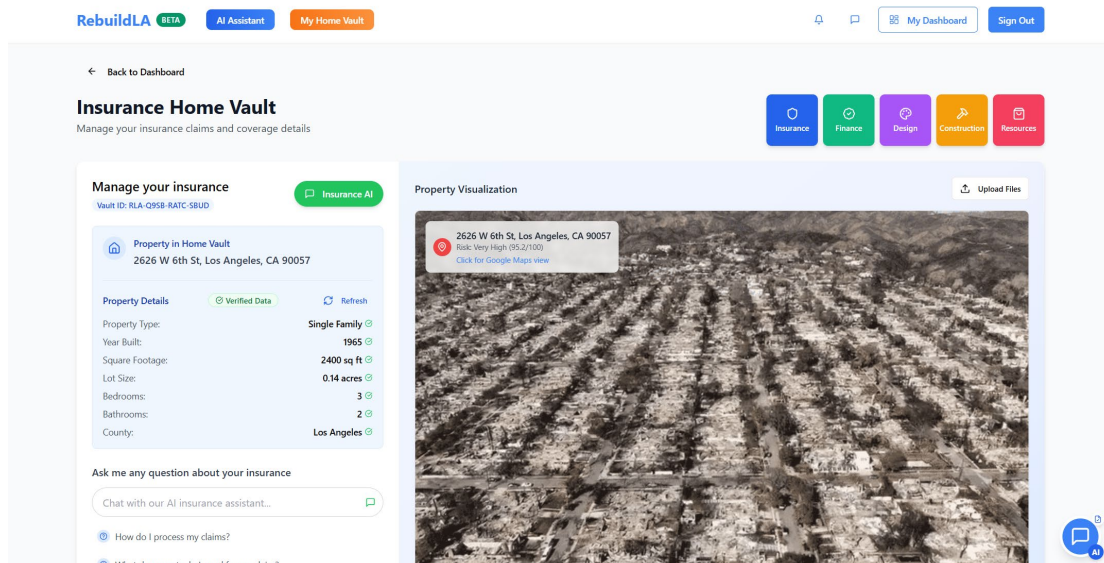 RebuildLA BETA AI Assistant My Home Vault My Dashboard Sign Out
Back to Dashboard
Insurance Home Vault
Manage your insurance claims and coverage details
Insurance Finance Design Construction Resources
Manage your insurance
Vault ID: RLA-Q9SB-RATC-SBUD
Insurance AI
Property in Home Vault
2626 W 6th St, Los Angeles, CA 90057
Property Details Verified Data Refresh
Property Type: Single Family
Year Built: 1965
Square Footage: 2400 sq ft
Lot Size: 0.14 acres
Bedrooms: 3
Bathrooms: 2
County: Los Angeles
Ask me any question about your insurance
Chat with our AI insurance assistant...
How do I process my claims?
Property Visualization Upload Files
2626 W 6th St, Los Angeles, CA 90057
Risk: Very High (95.2/100)
Click for Google Maps view
AI